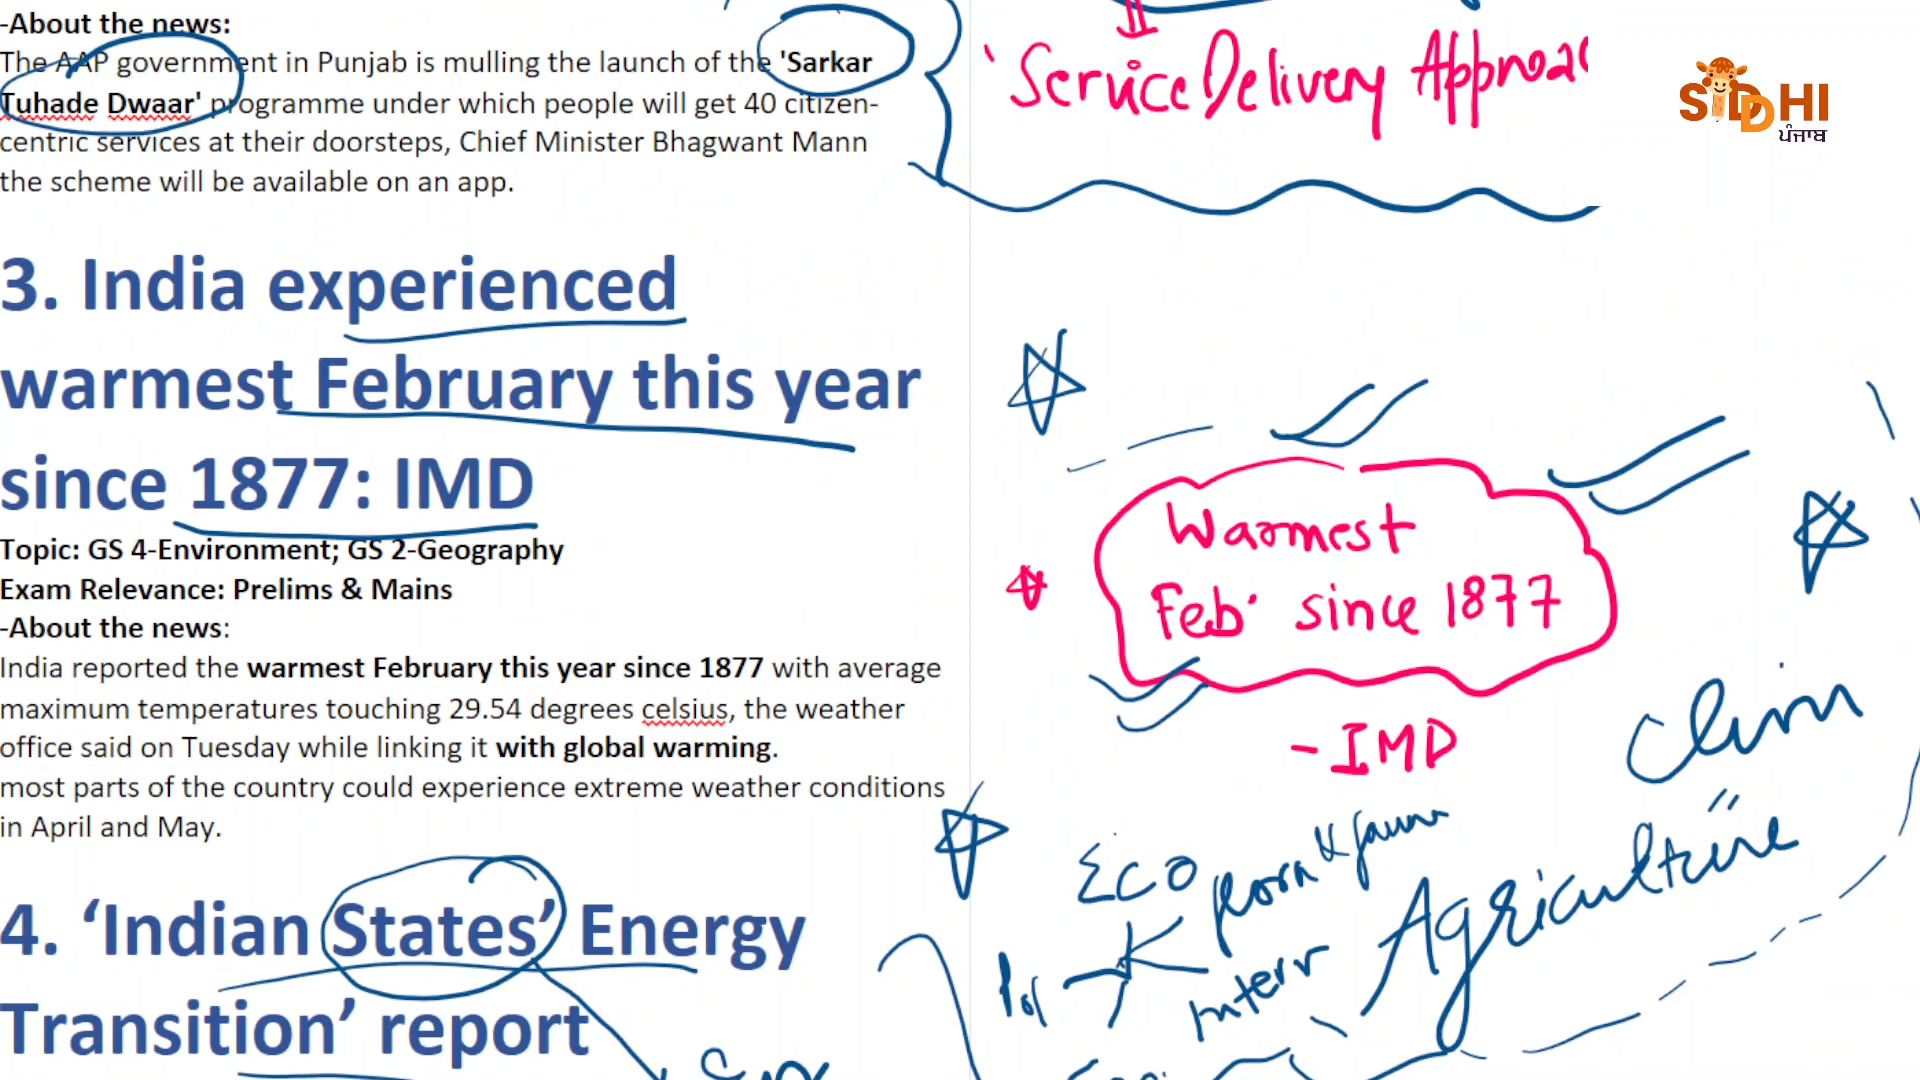 -About the news:
The AAP government in Punjab is mulling the launch of the 'Sarkar
Tuhade Dwaar' programme under which people will get 40 citizen-
centric services at their doorsteps, Chief Minister Bhagwant Mann
the scheme will be available on an app.
3. India experienced
warmest February this year
since 1877: IMD
Topic: GS 4-Environment; GS 2-Geography
Exam Relevance: Prelims & Mains
-About the news:
India reported the warmest February this year since 1877 with average
maximum temperatures touching 29.54 degrees celsius, the weather
office said on Tuesday while linking it with global warming.
most parts of the country could experience extreme weather conditions
in April and May.
4. ‘Indian States’ Energy
Transition’ report
'Service Delivery Approac
SIDDHI
ਪੰਜਾਬ
Warmest
Feb' since 1877
- IMD
Clim
Eco
flora & fauna
Agriculture
Pol